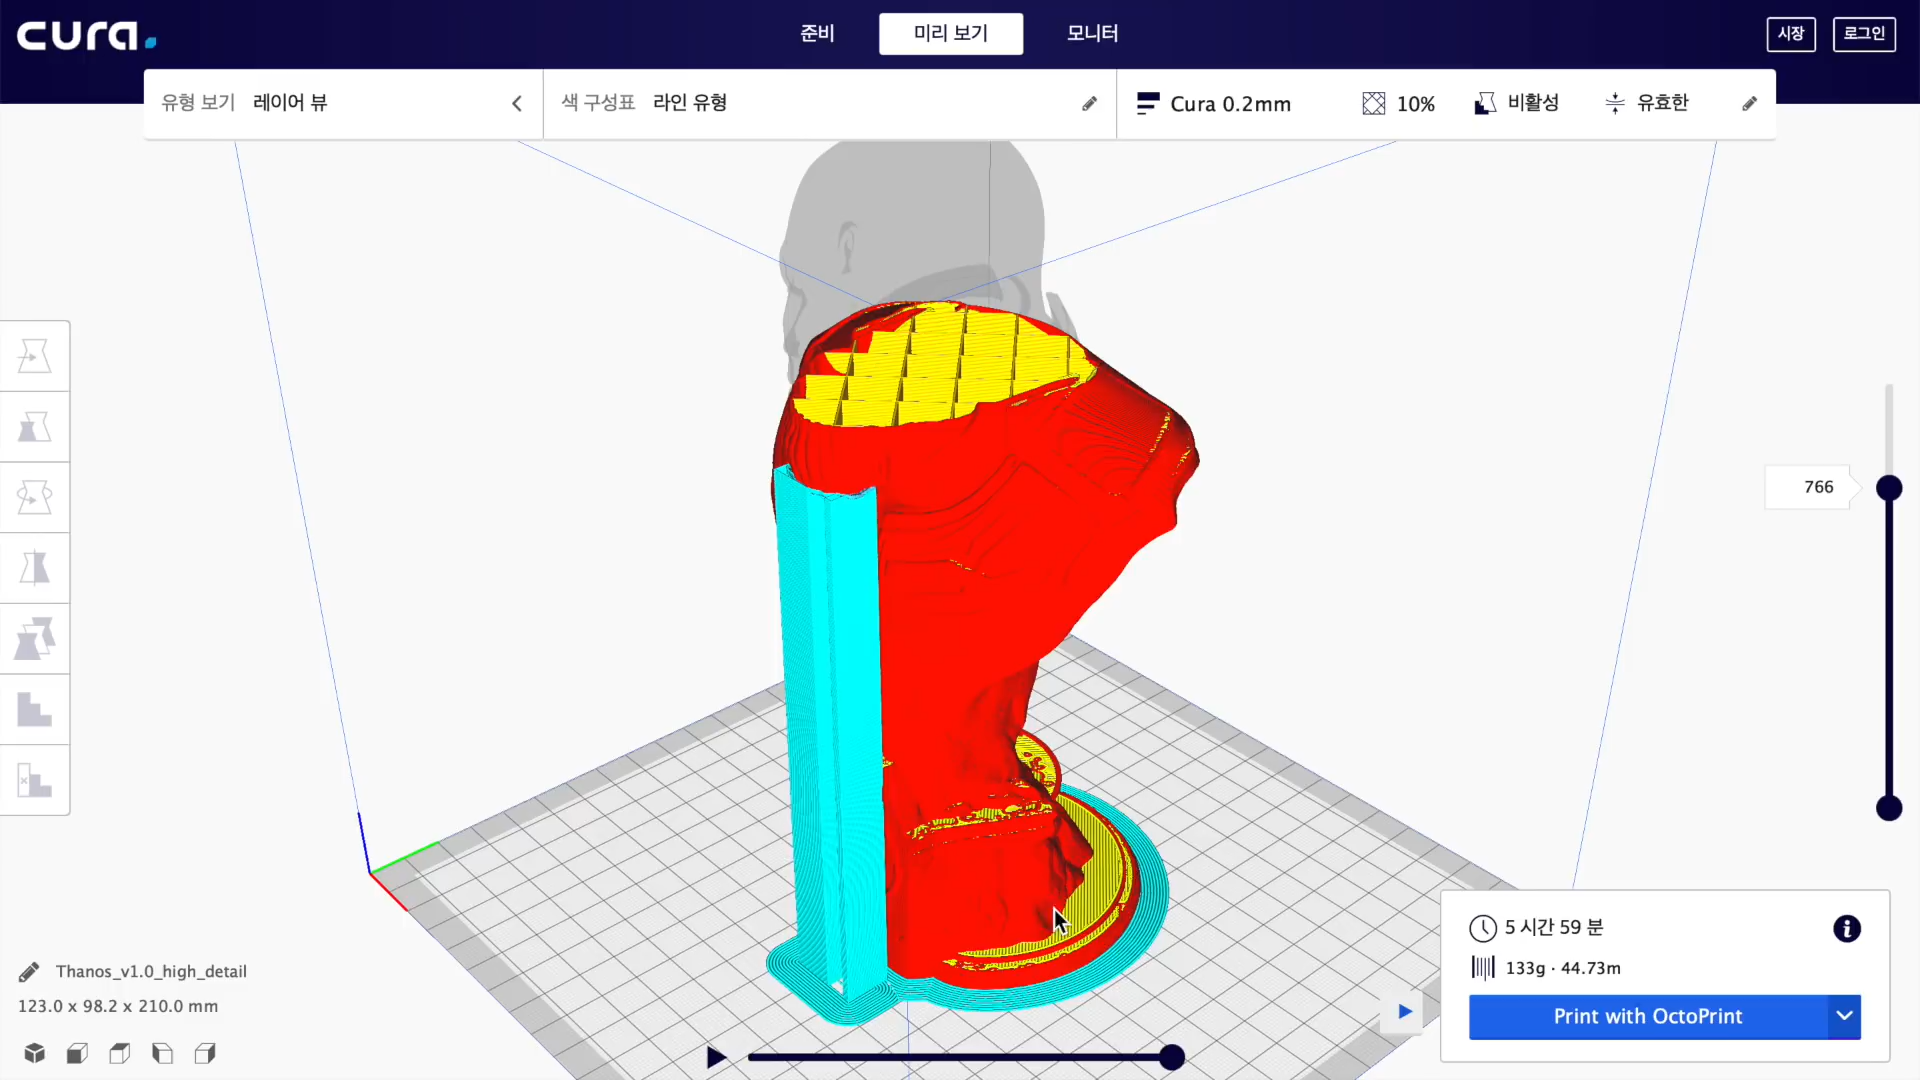 cura.
준비
미리 보기
모니터
시장
로그인
유형 보기 레이어 뷰
색 구성표 라인 유형
Cura 0.2mm
10%
비활성
유효한
766
5 시간 59 분
133g · 44.73m
Print with OctoPrint
Thanos_v1.0_high_detail
123.0 x 98.2 x 210.0 mm